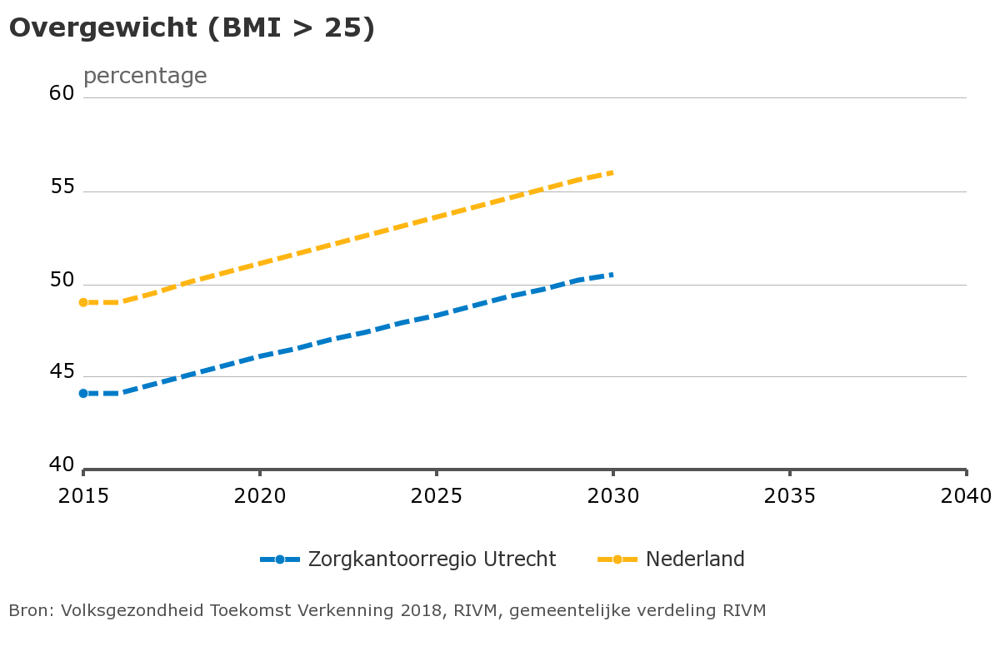 Overgewicht (BMI > 25)
percentage
60
55
50
45
40
2015 2020 2025 2030 2035 2040
Zorgkantoorregio Utrecht Nederland
Bron: Volksgezondheid Toekomst Verkenning 2018, RIVM, gemeentelijke verdeling RIVM